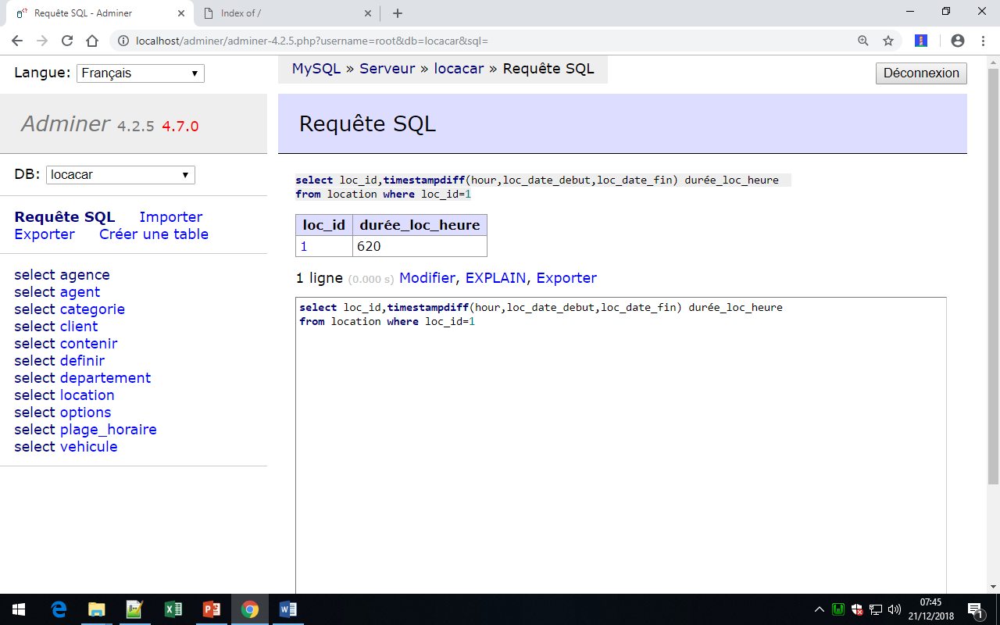 Requête SQL - Adminer
Index of /
localhost/adminer/adminer-4.2.5.php?username=root&db=locacar&sql=
Langue: Français
MySQL » Serveur » locacar » Requête SQL
Déconnexion
Adminer 4.2.5 4.7.0
Requête SQL
DB: locacar
Requête SQL Importer
Exporter Créer une table
select agence
select agent
select categorie
select client
select contenir
select definir
select departement
select location
select options
select plage_horaire
select vehicule
select loc_id,timestampdiff(hour,loc_date_debut,loc_date_fin) durée_loc_heure
from location where loc_id=1
loc_id durée_loc_heure
1 620
1 ligne (0.000 s) Modifier, EXPLAIN, Exporter
select loc_id,timestampdiff(hour,loc_date_debut,loc_date_fin) durée_loc_heure
from location where loc_id=1
07:45
21/12/2018
1